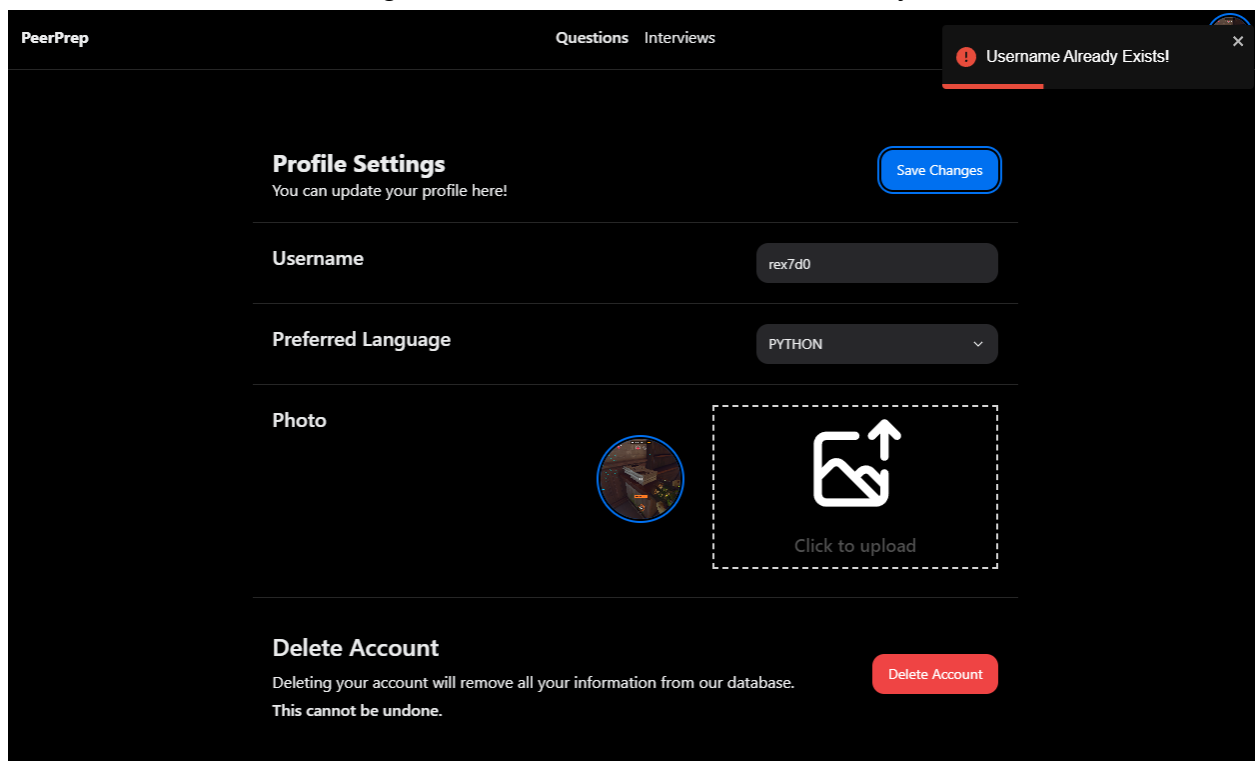 PeerPrep
Questions Interviews
Username Already Exists!
Profile Settings
You can update your profile here!
Save Changes
Username
rex7d0
Preferred Language
PYTHON
Photo
Click to upload
Delete Account
Deleting your account will remove all your information from our database.
This cannot be undone.
Delete Account